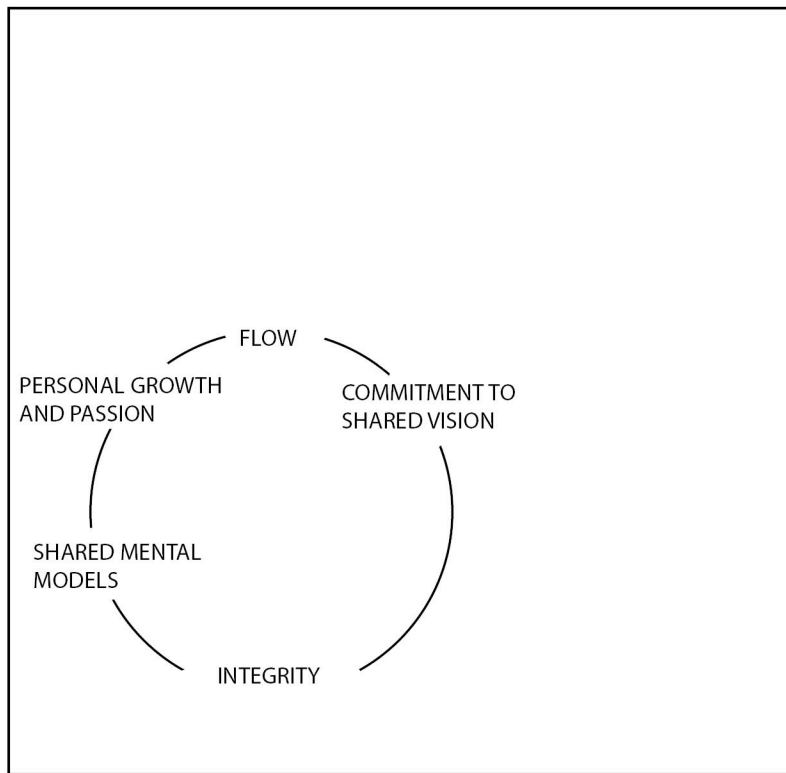 FLOW
PERSONAL GROWTH
AND PASSION
COMMITMENT TO
SHARED VISION
SHARED MENTAL
MODELS
INTEGRITY